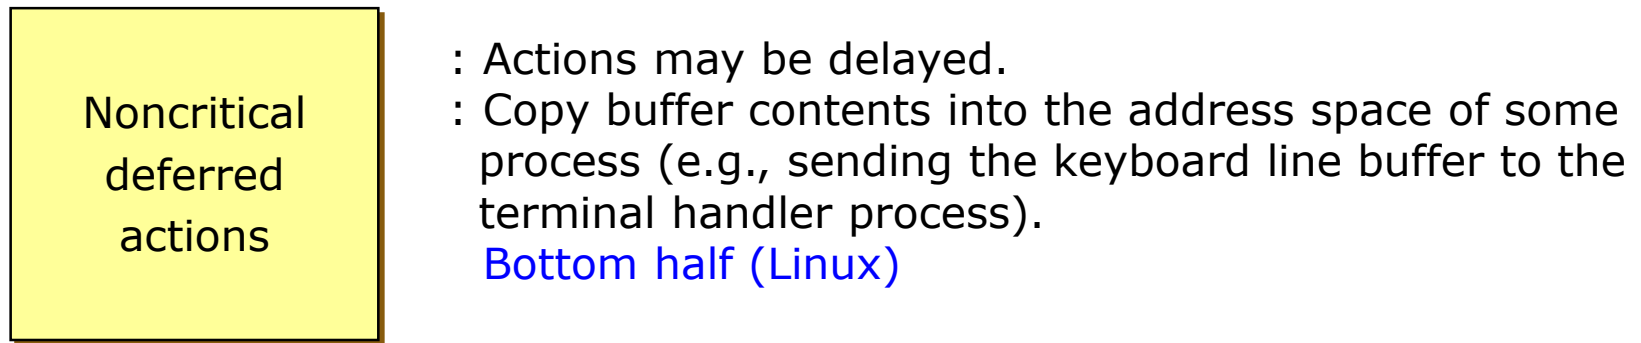 Noncritical
deferred
actions
: Actions may be delayed.
: Copy buffer contents into the address space of some
process (e.g., sending the keyboard line buffer to the
terminal handler process).
Bottom half (Linux)